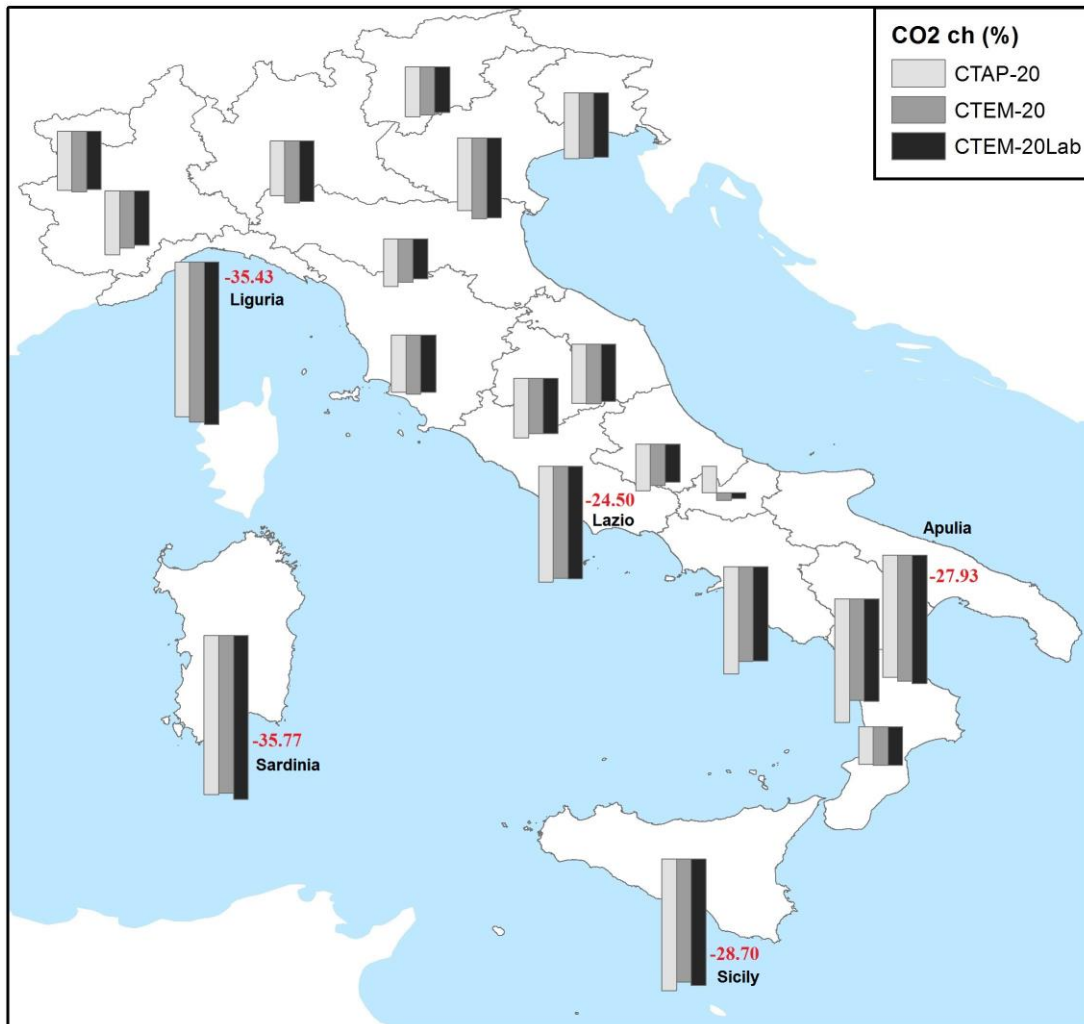 CO2 ch (%)
CTAP-20
CTEM-20
CTEM-20Lab
-35.43
Liguria
-24.50
Lazio
Apulia
-27.93
-35.77
Sardinia
-28.70
Sicily